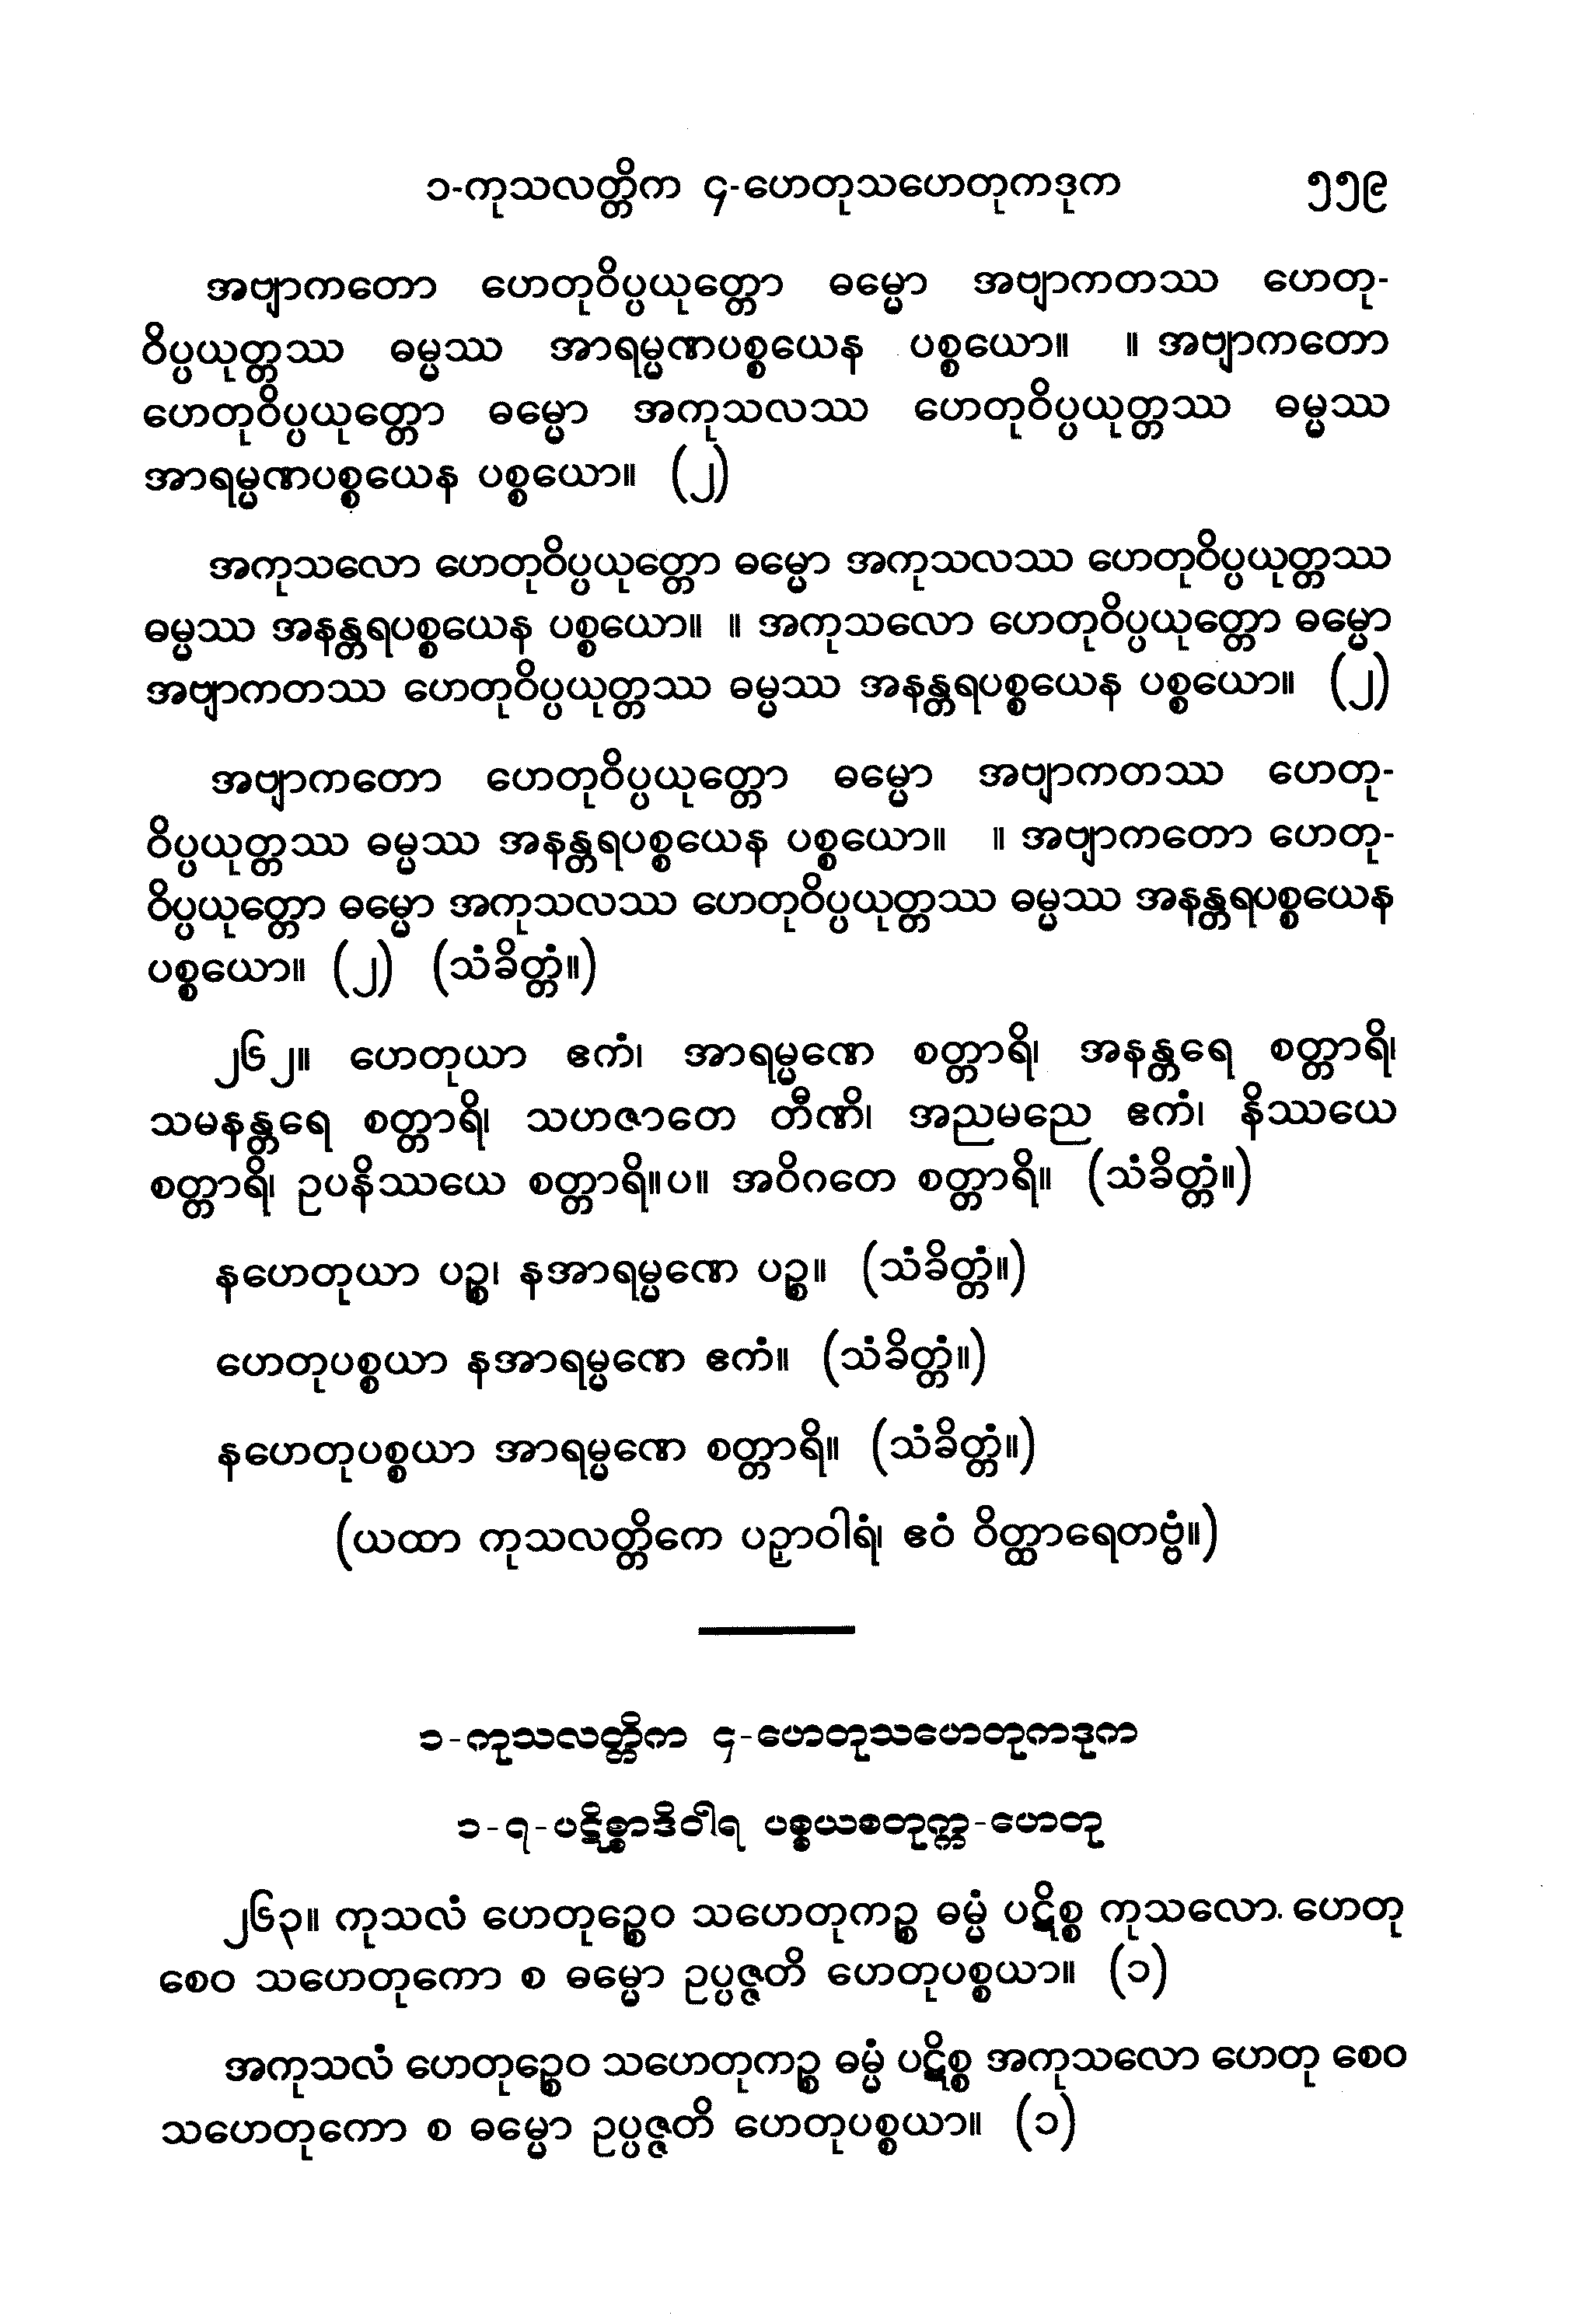 ၁-ကုသလတ္တိက ၄-ဟေတုသဟေတုကဒုက ၅၅၉
အဗျာကတော ဟေတုဝိပ္ပယုတ္တော ဓမ္မော အဗျာကတဿ ဟေတု-
ဝိပ္ပယုတ္တဿ ဓမ္မဿ အာရမ္မဏပစ္စယေန ပစ္စယော။ ။ အဗျာကတော
ဟေတုဝိပ္ပယုတ္တော ဓမ္မော အကုသလဿ ဟေတုဝိပ္ပယုတ္တဿ ဓမ္မဿ
အာရမ္မဏပစ္စယေန ပစ္စယော။ (၂)
အကုသလော ဟေတုဝိပ္ပယုတ္တော ဓမ္မော အကုသလဿ ဟေတုဝိပ္ပယုတ္တဿ
ဓမ္မဿ အနန္တရပစ္စယေန ပစ္စယော။ ။ အကုသလော ဟေတုဝိပ္ပယုတ္တော ဓမ္မော
အဗျာကတဿ ဟေတုဝိပ္ပယုတ္တဿ ဓမ္မဿ အနန္တရပစ္စယေန ပစ္စယော။ (၂)
အဗျာကတော ဟေတုဝိပ္ပယုတ္တော ဓမ္မော အဗျာကတဿ ဟေတု-
ဝိပ္ပယုတ္တဿ ဓမ္မဿ အနန္တရပစ္စယေန ပစ္စယော။ ။ အဗျာကတော ဟေတု-
ဝိပ္ပယုတ္တော ဓမ္မော အကုသလဿ ဟေတုဝိပ္ပယုတ္တဿ ဓမ္မဿ အနန္တရပစ္စယေန
ပစ္စယော။ (၂) (သံခိတ္တံ။)
၂၆၂။ ဟေတုယာ ဧကံ၊ အာရမ္မဏေ စတ္တာရိ၊ အနန္တရေ စတ္တာရိ၊
သမနန္တရေ စတ္တာရိ၊ သဟဇာတေ တီဏိ၊ အညမညေ ဧကံ၊ နိဿယေ
စတ္တာရိ၊ ဥပနိဿယေ စတ္တာရိ။ပ။ အဝိဂတေ စတ္တာရိ။ (သံခိတ္တံ။)
နဟေတုယာ ပဉ္စ၊ နအာရမ္မဏေ ပဉ္စ။ (သံခိတ္တံ။)
ဟေတုပစ္စယာ နအာရမ္မဏေ ဧကံ။ (သံခိတ္တံ။)
နဟေတုပစ္စယာ အာရမ္မဏေ စတ္တာရိ။ (သံခိတ္တံ။)
(ယထာ ကုသလတ္တိကေ ပဉှာဝါရံ၊ ဧဝံ ဝိတ္ထာရေတဗ္ဗံ။)
၁-ကုသလတ္တိက ၄-ဟေတုသဟေတုကဒုက
၁-၇-ပဋိစ္စာဒိဝါရ ပစ္စယစတုက္က-ဟေတု
၂၆၃။ ကုသလံ ဟေတုဉ္စေဝ သဟေတုကဉ္စ ဓမ္မံ ပဋိစ္စ ကုသလော ဟေတု
စေဝ သဟေတုကော စ ဓမ္မော ဥပ္ပဇ္ဇတိ ဟေတုပစ္စယာ။ (၁)
အကုသလံ ဟေတုဉ္စေဝ သဟေတုကဉ္စ ဓမ္မံ ပဋိစ္စ အကုသလော ဟေတု စေဝ
သဟေတုကော စ ဓမ္မော ဥပ္ပဇ္ဇတိ ဟေတုပစ္စယာ။ (၁)